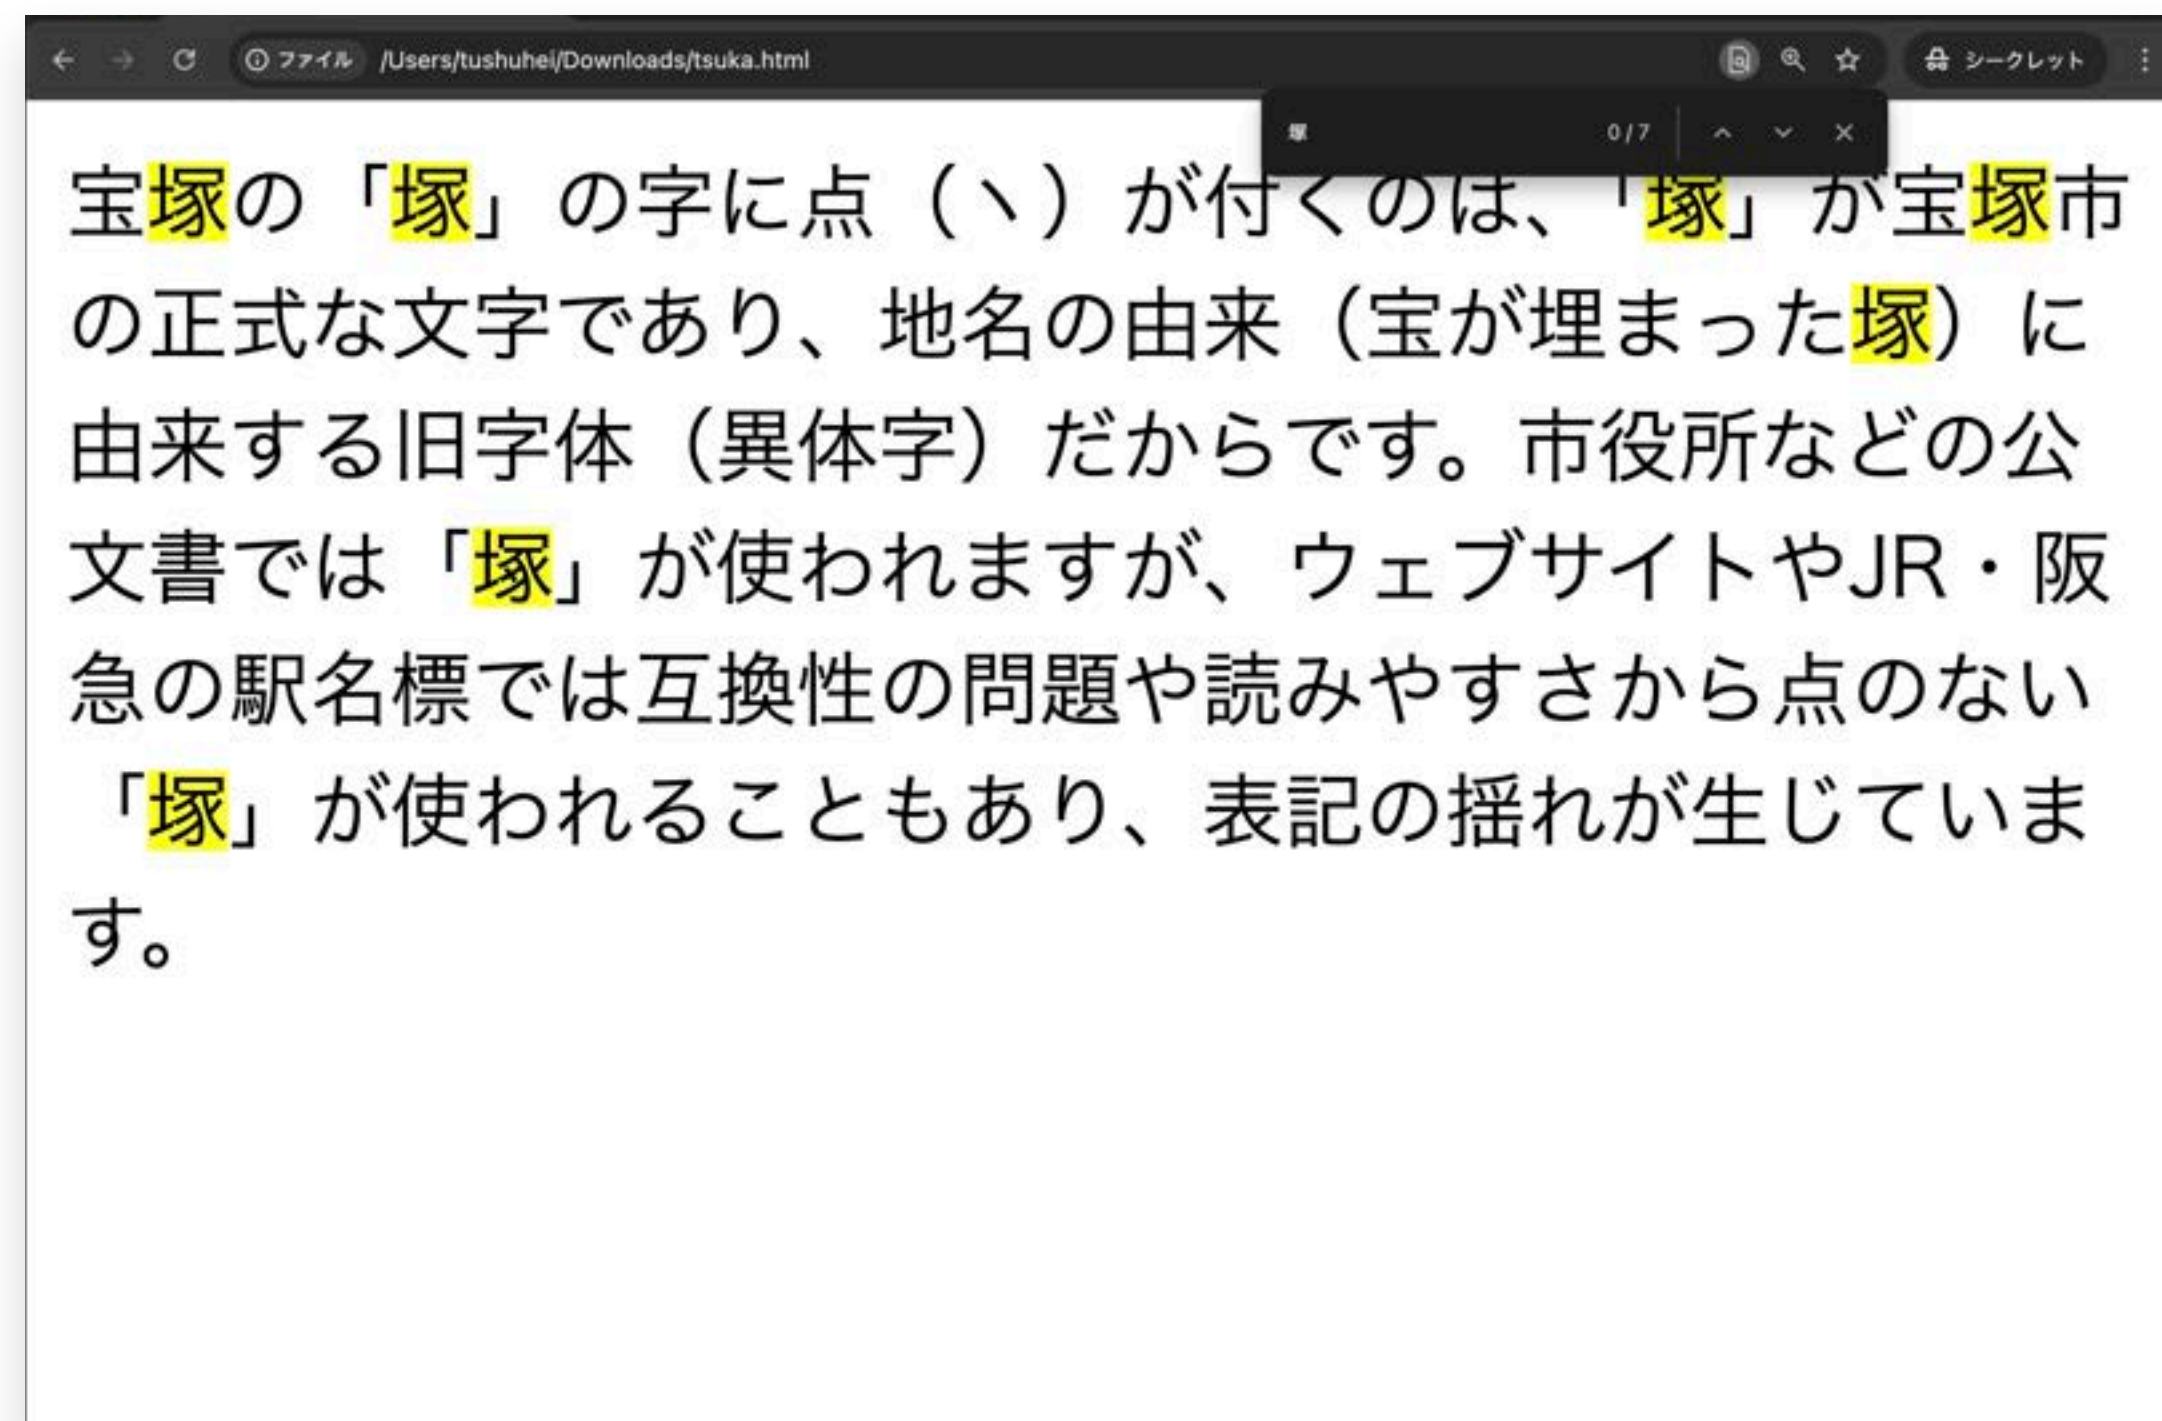 ファイル /Users/tushuhei/Downloads/tsuka.html シークレット
塚 0/7
宝塚の「塚」の字に点（ヽ）が付くのは、「塚」が宝塚市
の正式な文字であり、地名の由来（宝が埋まった塚）に
由来する旧字体（異体字）だからです。市役所などの公
文書では「塚」が使われますが、ウェブサイトやJR・阪
急の駅名標では互換性の問題や読みやすさから点のない
「塚」が使われることもあり、表記の揺れが生じていま
す。